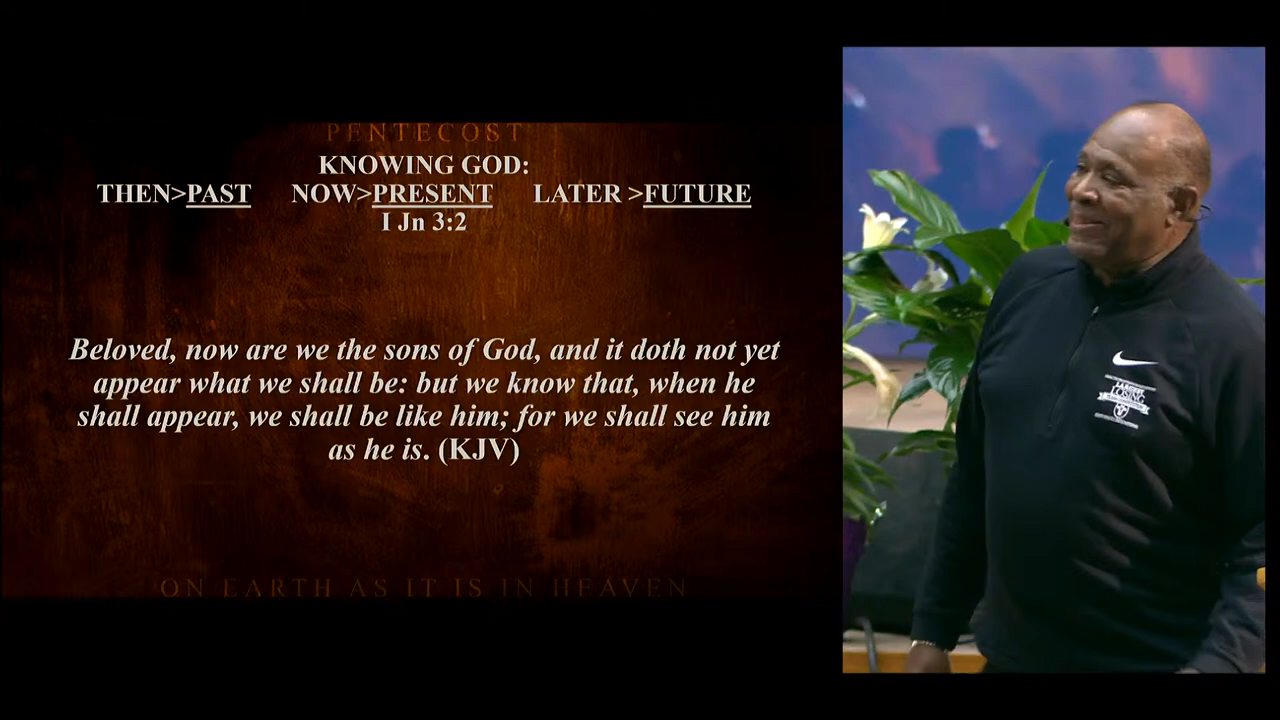 PENTECOST
KNOWING GOD:
THEN>PAST NOW>PRESENT LATER >FUTURE
I Jn 3:2
Beloved, now are we the sons of God, and it doth not yet
appear what we shall be: but we know that, when he
shall appear, we shall be like him; for we shall see him
as he is. (KJV)
ON EARTH AS IT IS IN HEAVEN
LOSING